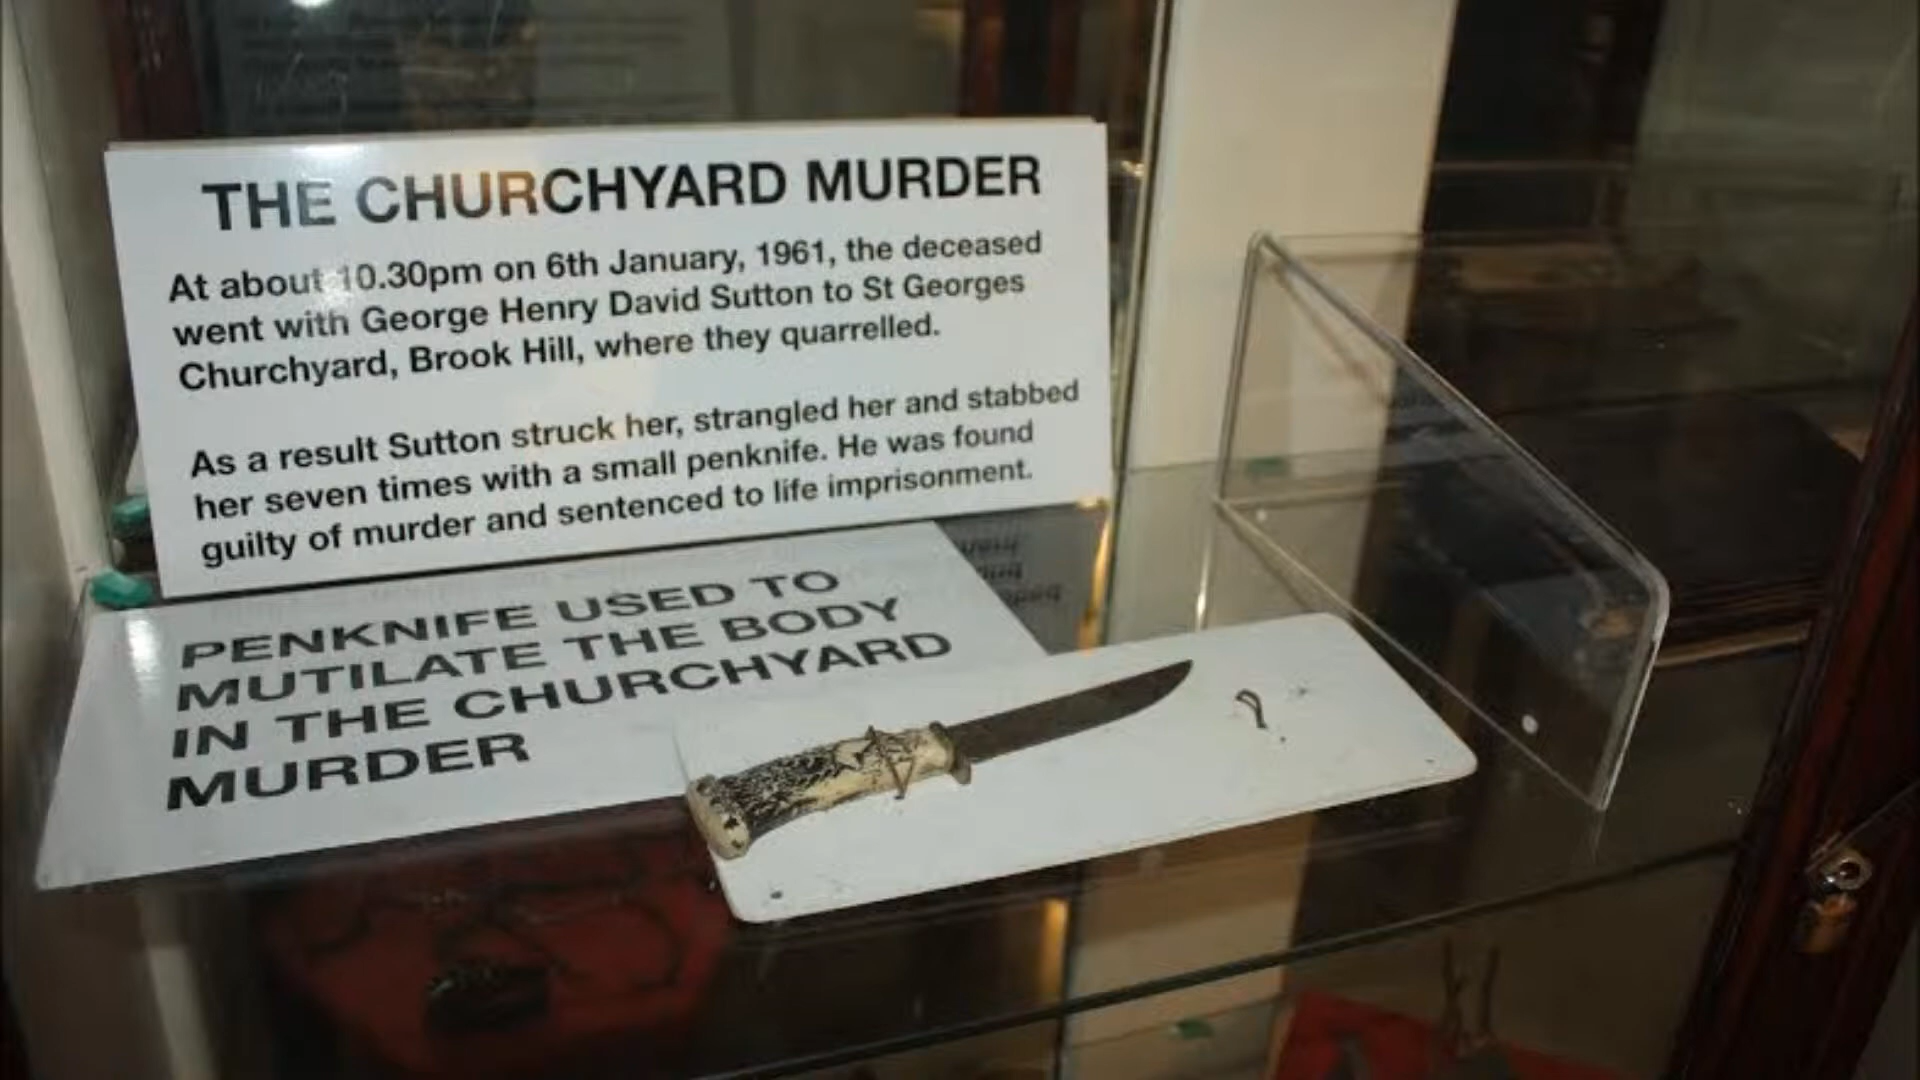 THE CHURCHYARD MURDER
At about 10.30pm on 6th January, 1961, the deceased
went with George Henry David Sutton to St Georges
Churchyard, Brook Hill, where they quarrelled.
As a result Sutton struck her, strangled her and stabbed
her seven times with a small penknife. He was found
guilty of murder and sentenced to life imprisonment.
PENKNIFE USED TO
MUTILATE THE BODY
IN THE CHURCHYARD
MURDER